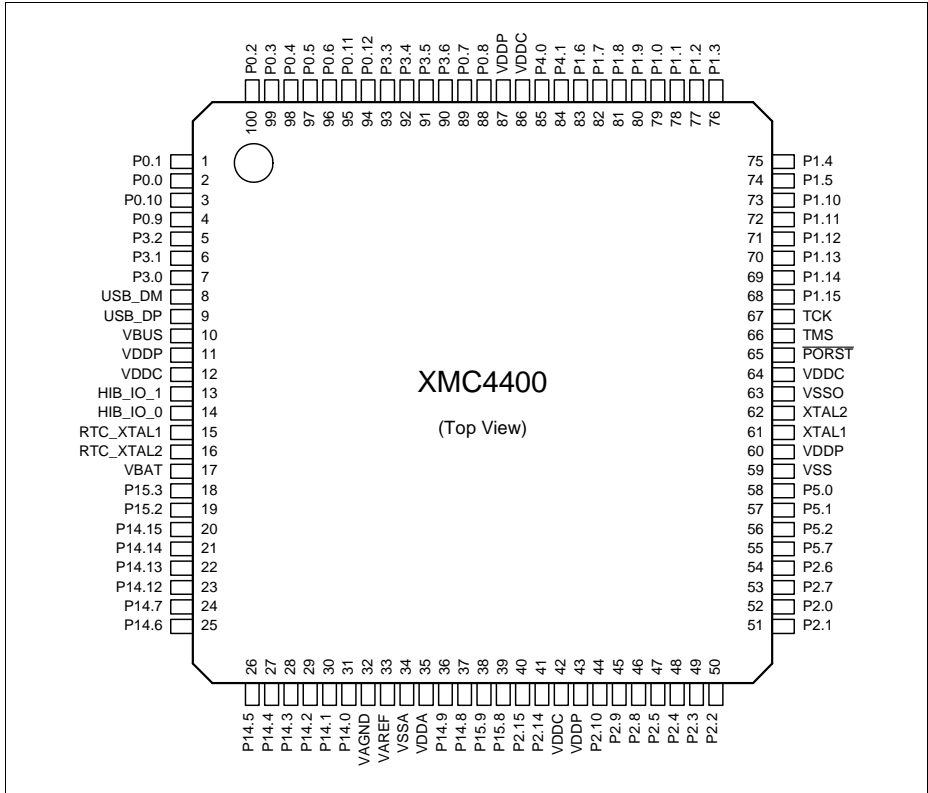 P0.2 P0.3 P0.4 P0.5 P0.6 P0.11 P0.12 P3.3 P3.4 P3.5 P3.6 P0.7 P0.8 VDDP VDDC P4.0 P4.1 P1.6 P1.7 P1.8 P1.9 P1.0 P1.1 P1.2 P1.3
100 99 98 97 96 95 94 93 92 91 90 89 88 87 86 85 84 83 82 81 80 79 78 77 76
P0.1 1 75 P1.4
P0.0 2 74 P1.5
P0.10 3 73 P1.10
P0.9 4 72 P1.11
P3.2 5 71 P1.12
P3.1 6 70 P1.13
P3.0 7 69 P1.14
USB_DM 8 68 P1.15
USB_DP 9 67 TCK
VBUS 10 66 TMS
VDDP 11 65 PORST
VDDC 12 64 VDDC
HIB_IO_1 13 63 VSSO
HIB_IO_0 14 62 XTAL2
RTC_XTAL1 15 61 XTAL1
RTC_XTAL2 16 60 VDDP
VBAT 17 59 VSS
P15.3 18 58 P5.0
P15.2 19 57 P5.1
P14.15 20 56 P5.2
P14.14 21 55 P5.7
P14.13 22 54 P2.6
P14.12 23 53 P2.7
P14.7 24 52 P2.0
P14.6 25 51 P2.1
XMC4400
(Top View)
26 27 28 29 30 31 32 33 34 35 36 37 38 39 40 41 42 43 44 45 46 47 48 49 50
P14.5 P14.4 P14.3 P14.2 P14.1 P14.0 VAGND VAREF VSSA VDDA P14.9 P14.8 P15.9 P15.8 P2.15 P2.14 VDDC VDDP P2.10 P2.9 P2.8 P2.5 P2.4 P2.3 P2.2